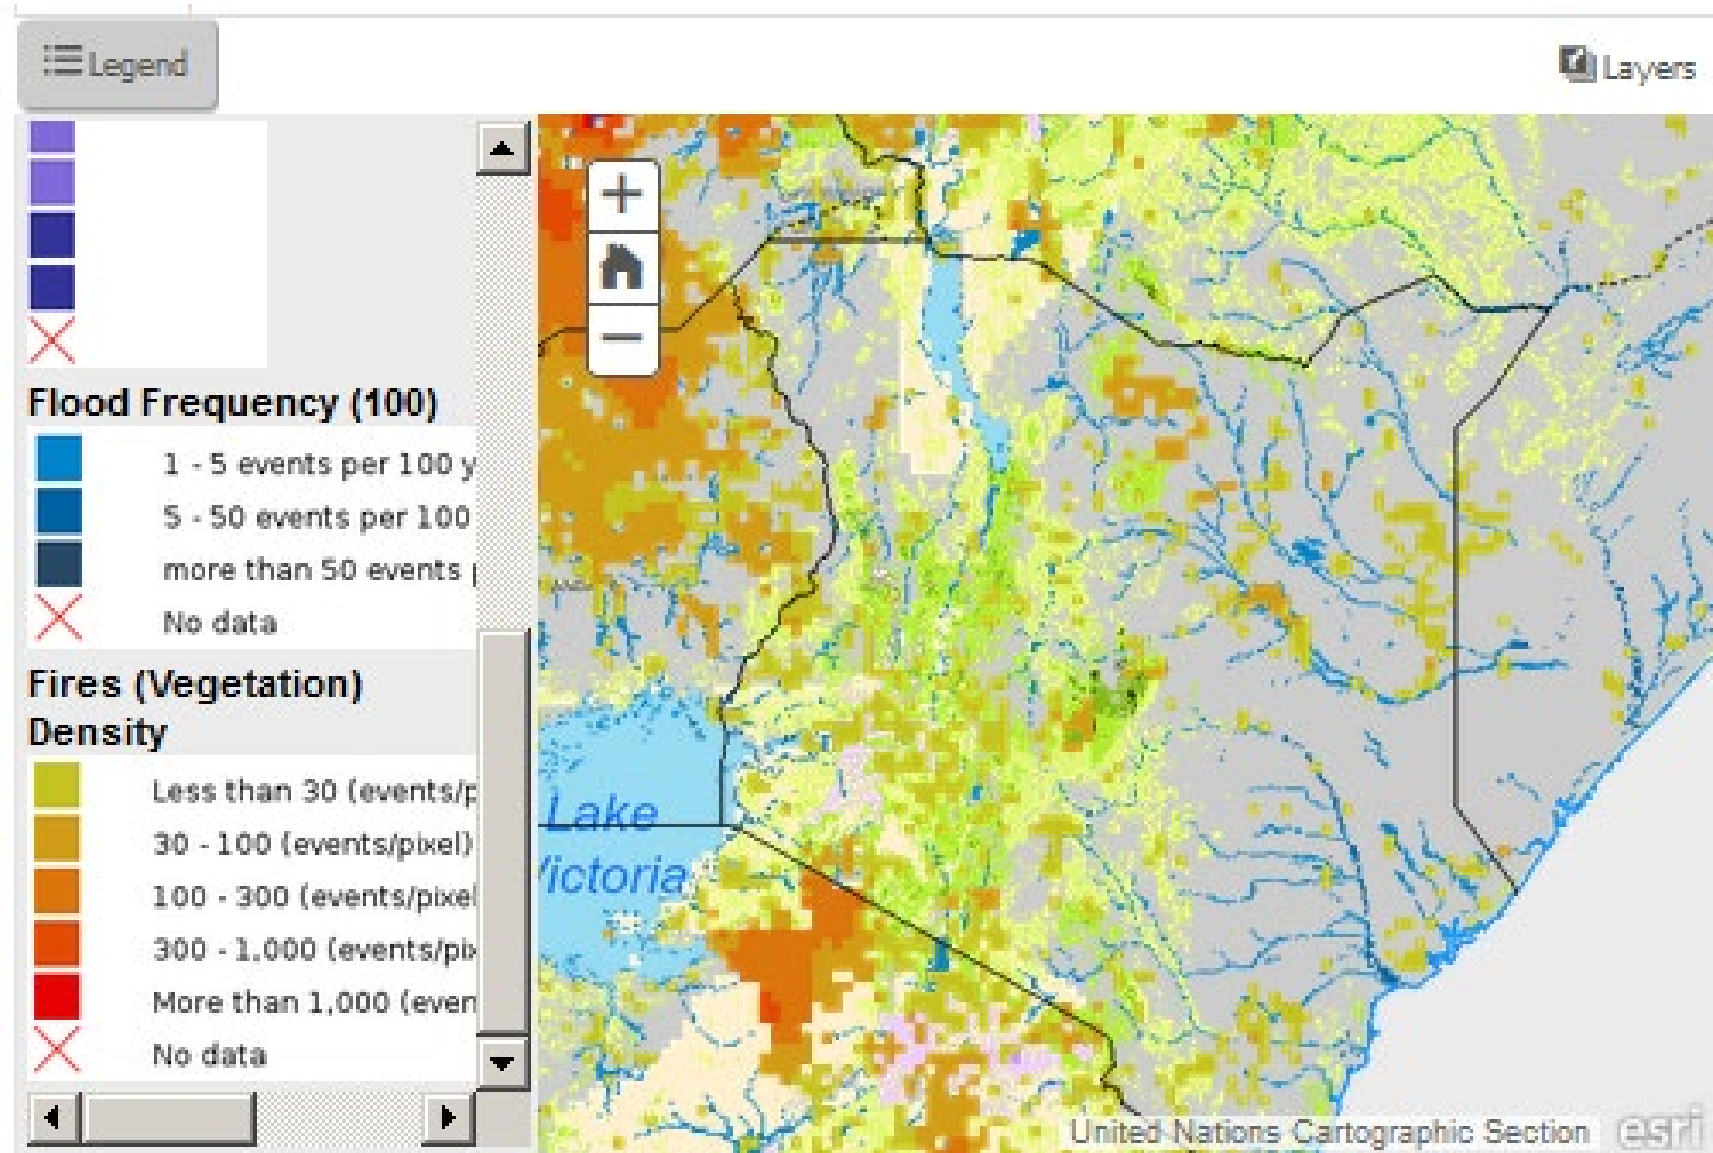 Legend
Layers
Flood Frequency (100)
1 - 5 events per 100 y
5 - 50 events per 100
more than 50 events p
No data
Fires (Vegetation)
Density
Less than 30 (events/p
30 - 100 (events/pixel)
100 - 300 (events/pixel
300 - 1,000 (events/pix
More than 1,000 (even
No data
Lake
Victoria
United Nations Cartographic Section
esri